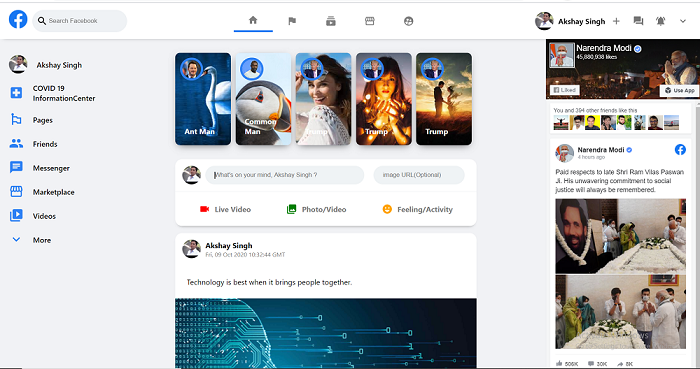 Search Facebook
Akshay Singh
Akshay Singh
COVID 19
InformationCenter
Pages
Friends
Messenger
Marketplace
Videos
More
Ant Man
Common
Man
Trump
Trump
Trump
What's on your mind, Akshay Singh ?
image URL(Optional)
Live Video
Photo/Video
Feeling/Activity
Akshay Singh
Fri, 09 Oct 2020 10:32:44 GMT
Technology is best when it brings people together.
Narendra Modi
45,880,938 likes
Liked
Use App
You and 394 other friends like this
Narendra Modi
4 hours ago
Paid respects to late Shri Ram Vilas Paswan
Ji. His unwavering commitment to social
justice will always be remembered.
506K
30K
8K